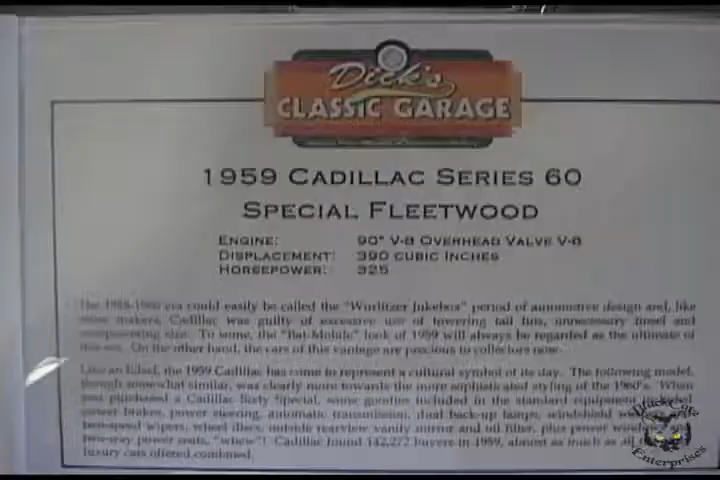 Dick's
CLASSIC GARAGE
1959 CADILLAC SERIES 60
SPECIAL FLEETWOOD
ENGINE: 90° V-8 OVERHEAD VALVE V-8
DISPLACEMENT: 390 CUBIC INCHES
HORSEPOWER: 325
The 1958-1960 era could easily be called the "Wurlitzer Jukebox" period of automotive design and, like
most makers, Cadillac was guilty of excessive use of towering tail fins, unnecessary tinsel and
overpowering size. To some, the "Bat-Mobile" look of 1959 will always be regarded as the ultimate of
this era. On the other hand, the cars of this vintage are precious to collectors now.
Like an Edsel, the 1959 Cadillac has come to represent a cultural symbol of its day. The following model,
though somewhat similar, was clearly more towards the more sophisticated styling of the 1960's. When
one purchased a Cadillac Sixty Special, some goodies included in the standard equipment
power brakes, power steering, automatic transmission, dual back-up lamps, windshield
two-speed wipers, wheel discs, outside rearview vanity mirror and oil filter, plus power window and
two-way power seats, "whew"! Cadillac found 142,272 buyers in 1959, almost as much as all
luxury cars offered combined.
Black Cat
Enterprises